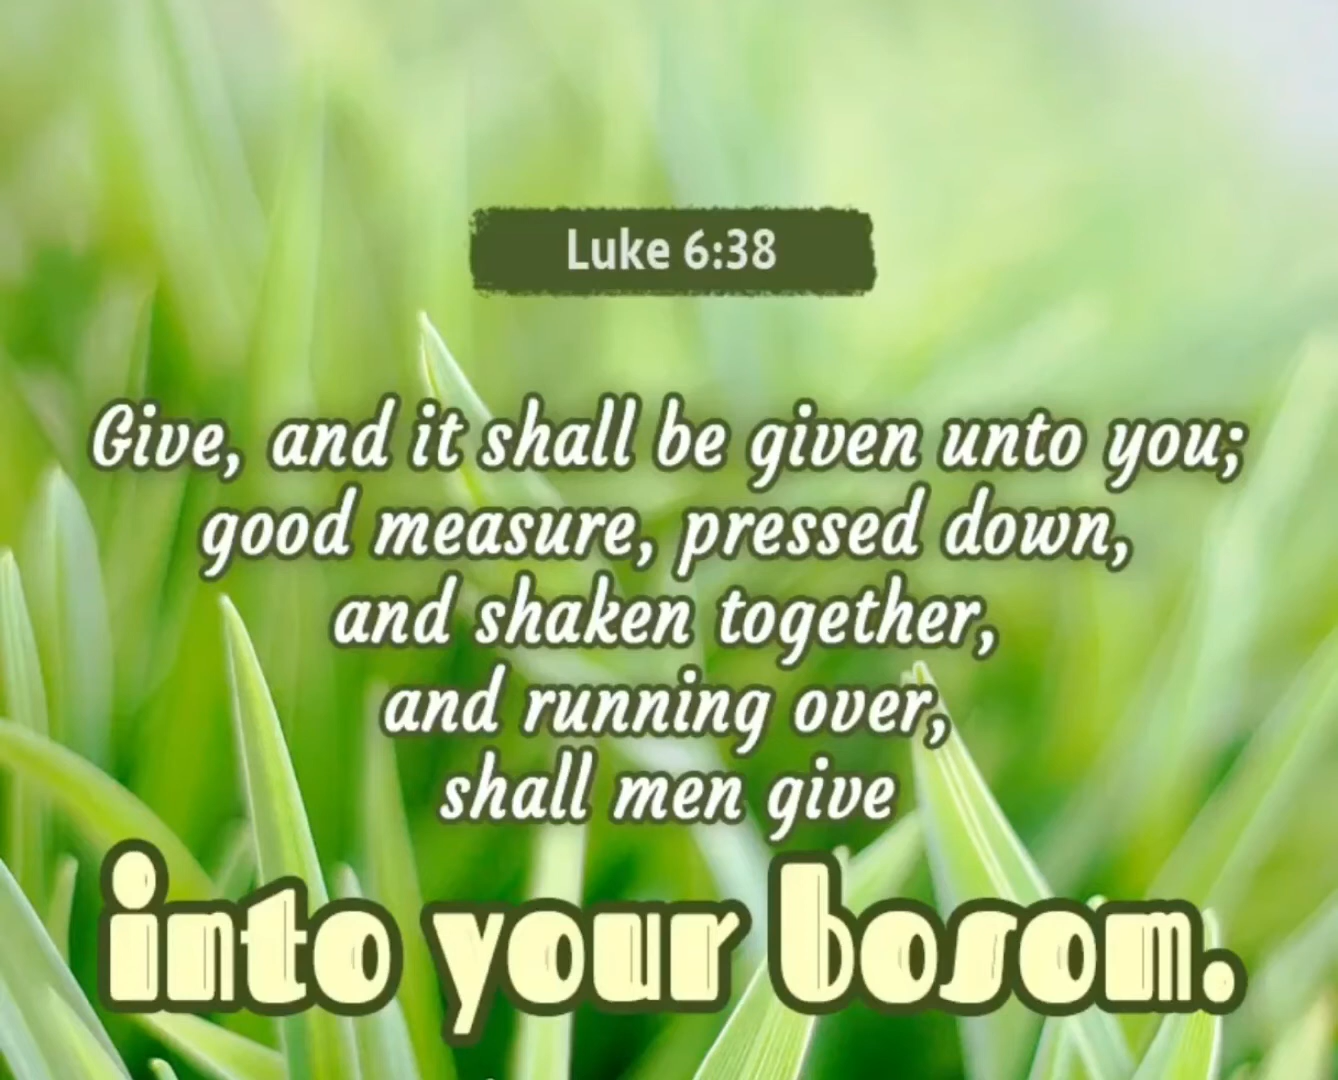 Luke 6:38
Give, and it shall be given unto you;
good measure, pressed down,
and shaken together,
and running over,
shall men give
into your bosom.